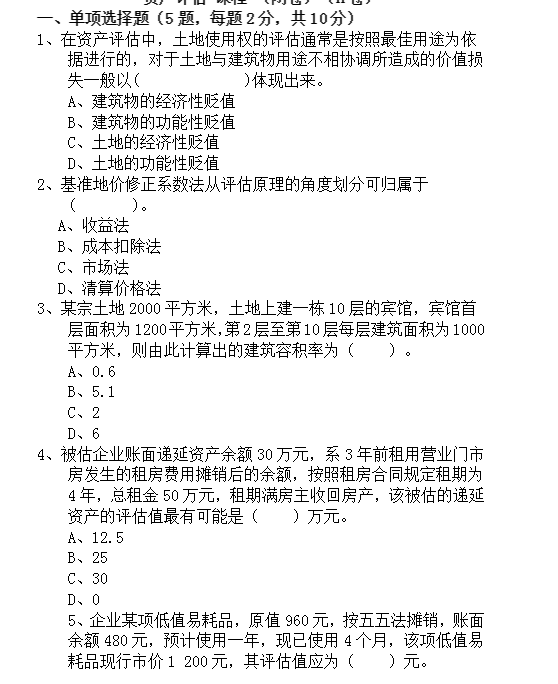 一、单项选择题（5题，每题2分，共10分）
1、在资产评估中，土地使用权的评估通常是按照最佳用途为依
据进行的，对于土地与建筑物用途不相协调所造成的价值损
失一般以( )体现出来。
A、建筑物的经济性贬值
B、建筑物的功能性贬值
C、土地的经济性贬值
D、土地的功能性贬值
2、基准地价修正系数法从评估原理的角度划分可归属于
( )。
A、收益法
B、成本扣除法
C、市场法
D、清算价格法
3、某宗土地2000平方米，土地上建一栋10层的宾馆，宾馆首
层面积为1200平方米,第2层至第10层每层建筑面积为1000
平方米，则由此计算出的建筑容积率为（ ）。
A、0.6
B、5.1
C、2
D、6
4、被估企业账面递延资产余额30万元，系3年前租用营业门市
房发生的租房费用摊销后的余额，按照租房合同规定租期为
4年，总租金50万元，租期满房主收回房产，该被估的递延
资产的评估值最有可能是（ ）万元。
A、12.5
B、25
C、30
D、0
5、企业某项低值易耗品，原值960元，按五五法摊销，账面
余额480元，预计使用一年，现已使用4个月，该项低值易
耗品现行市价1 200元，其评估值应为（ ）元。